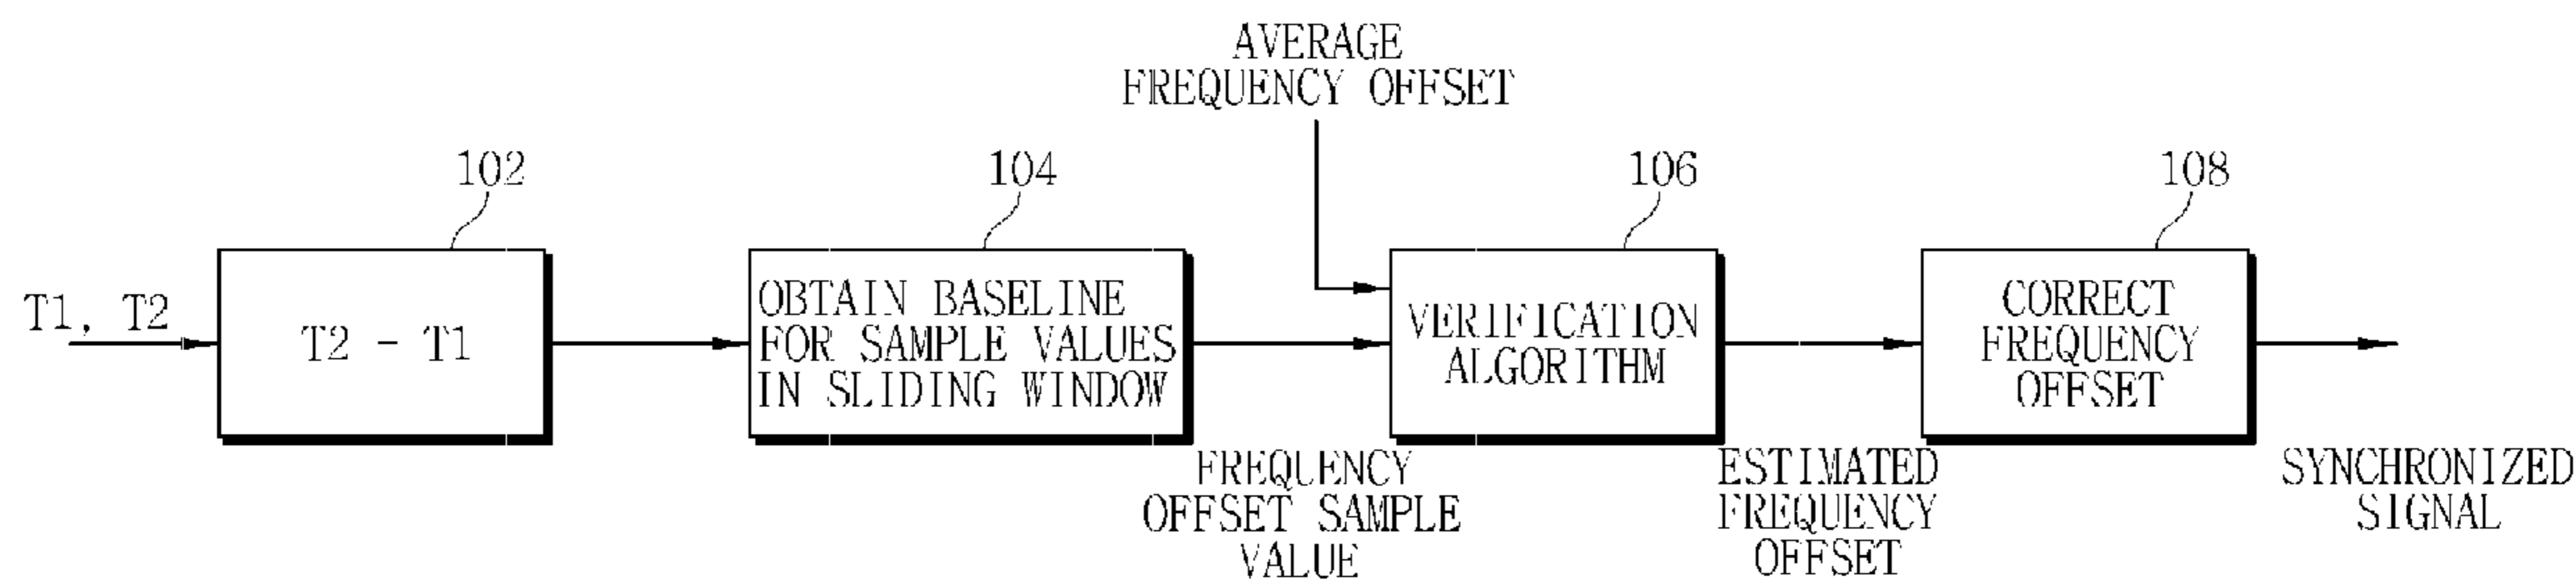 AVERAGE
FREQUENCY OFFSET
102
104
106
108
T1, T2
T2 - T1
OBTAIN BASELINE
FOR SAMPLE VALUES
IN SLIDING WINDOW
VERIFICATION
ALGORITHM
CORRECT
FREQUENCY
OFFSET
FREQUENCY
OFFSET SAMPLE
VALUE
ESTIMATED
FREQUENCY
OFFSET
SYNCHRONIZED
SIGNAL